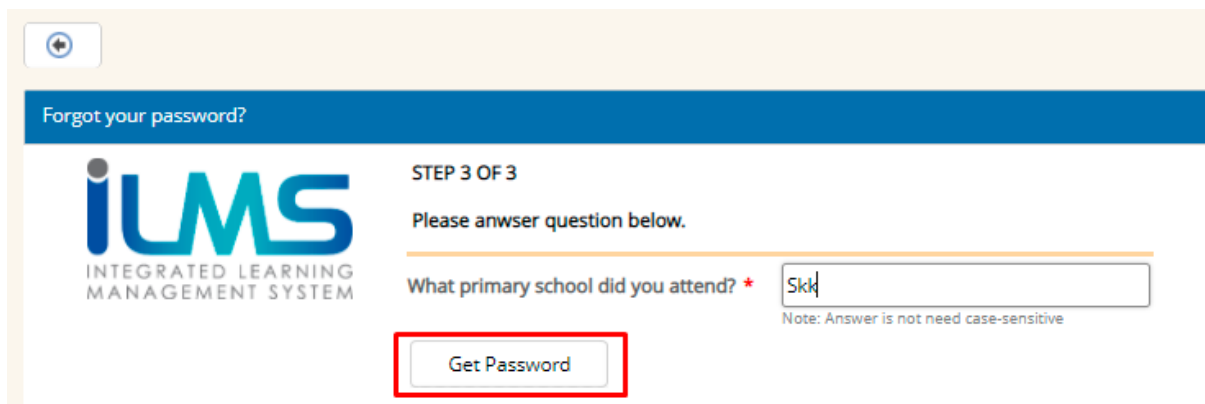 Forgot your password?
iLMS
INTEGRATED LEARNING
MANAGEMENT SYSTEM
STEP 3 OF 3
Please anwser question below.
What primary school did you attend? *
Skk
Note: Answer is not need case-sensitive
Get Password